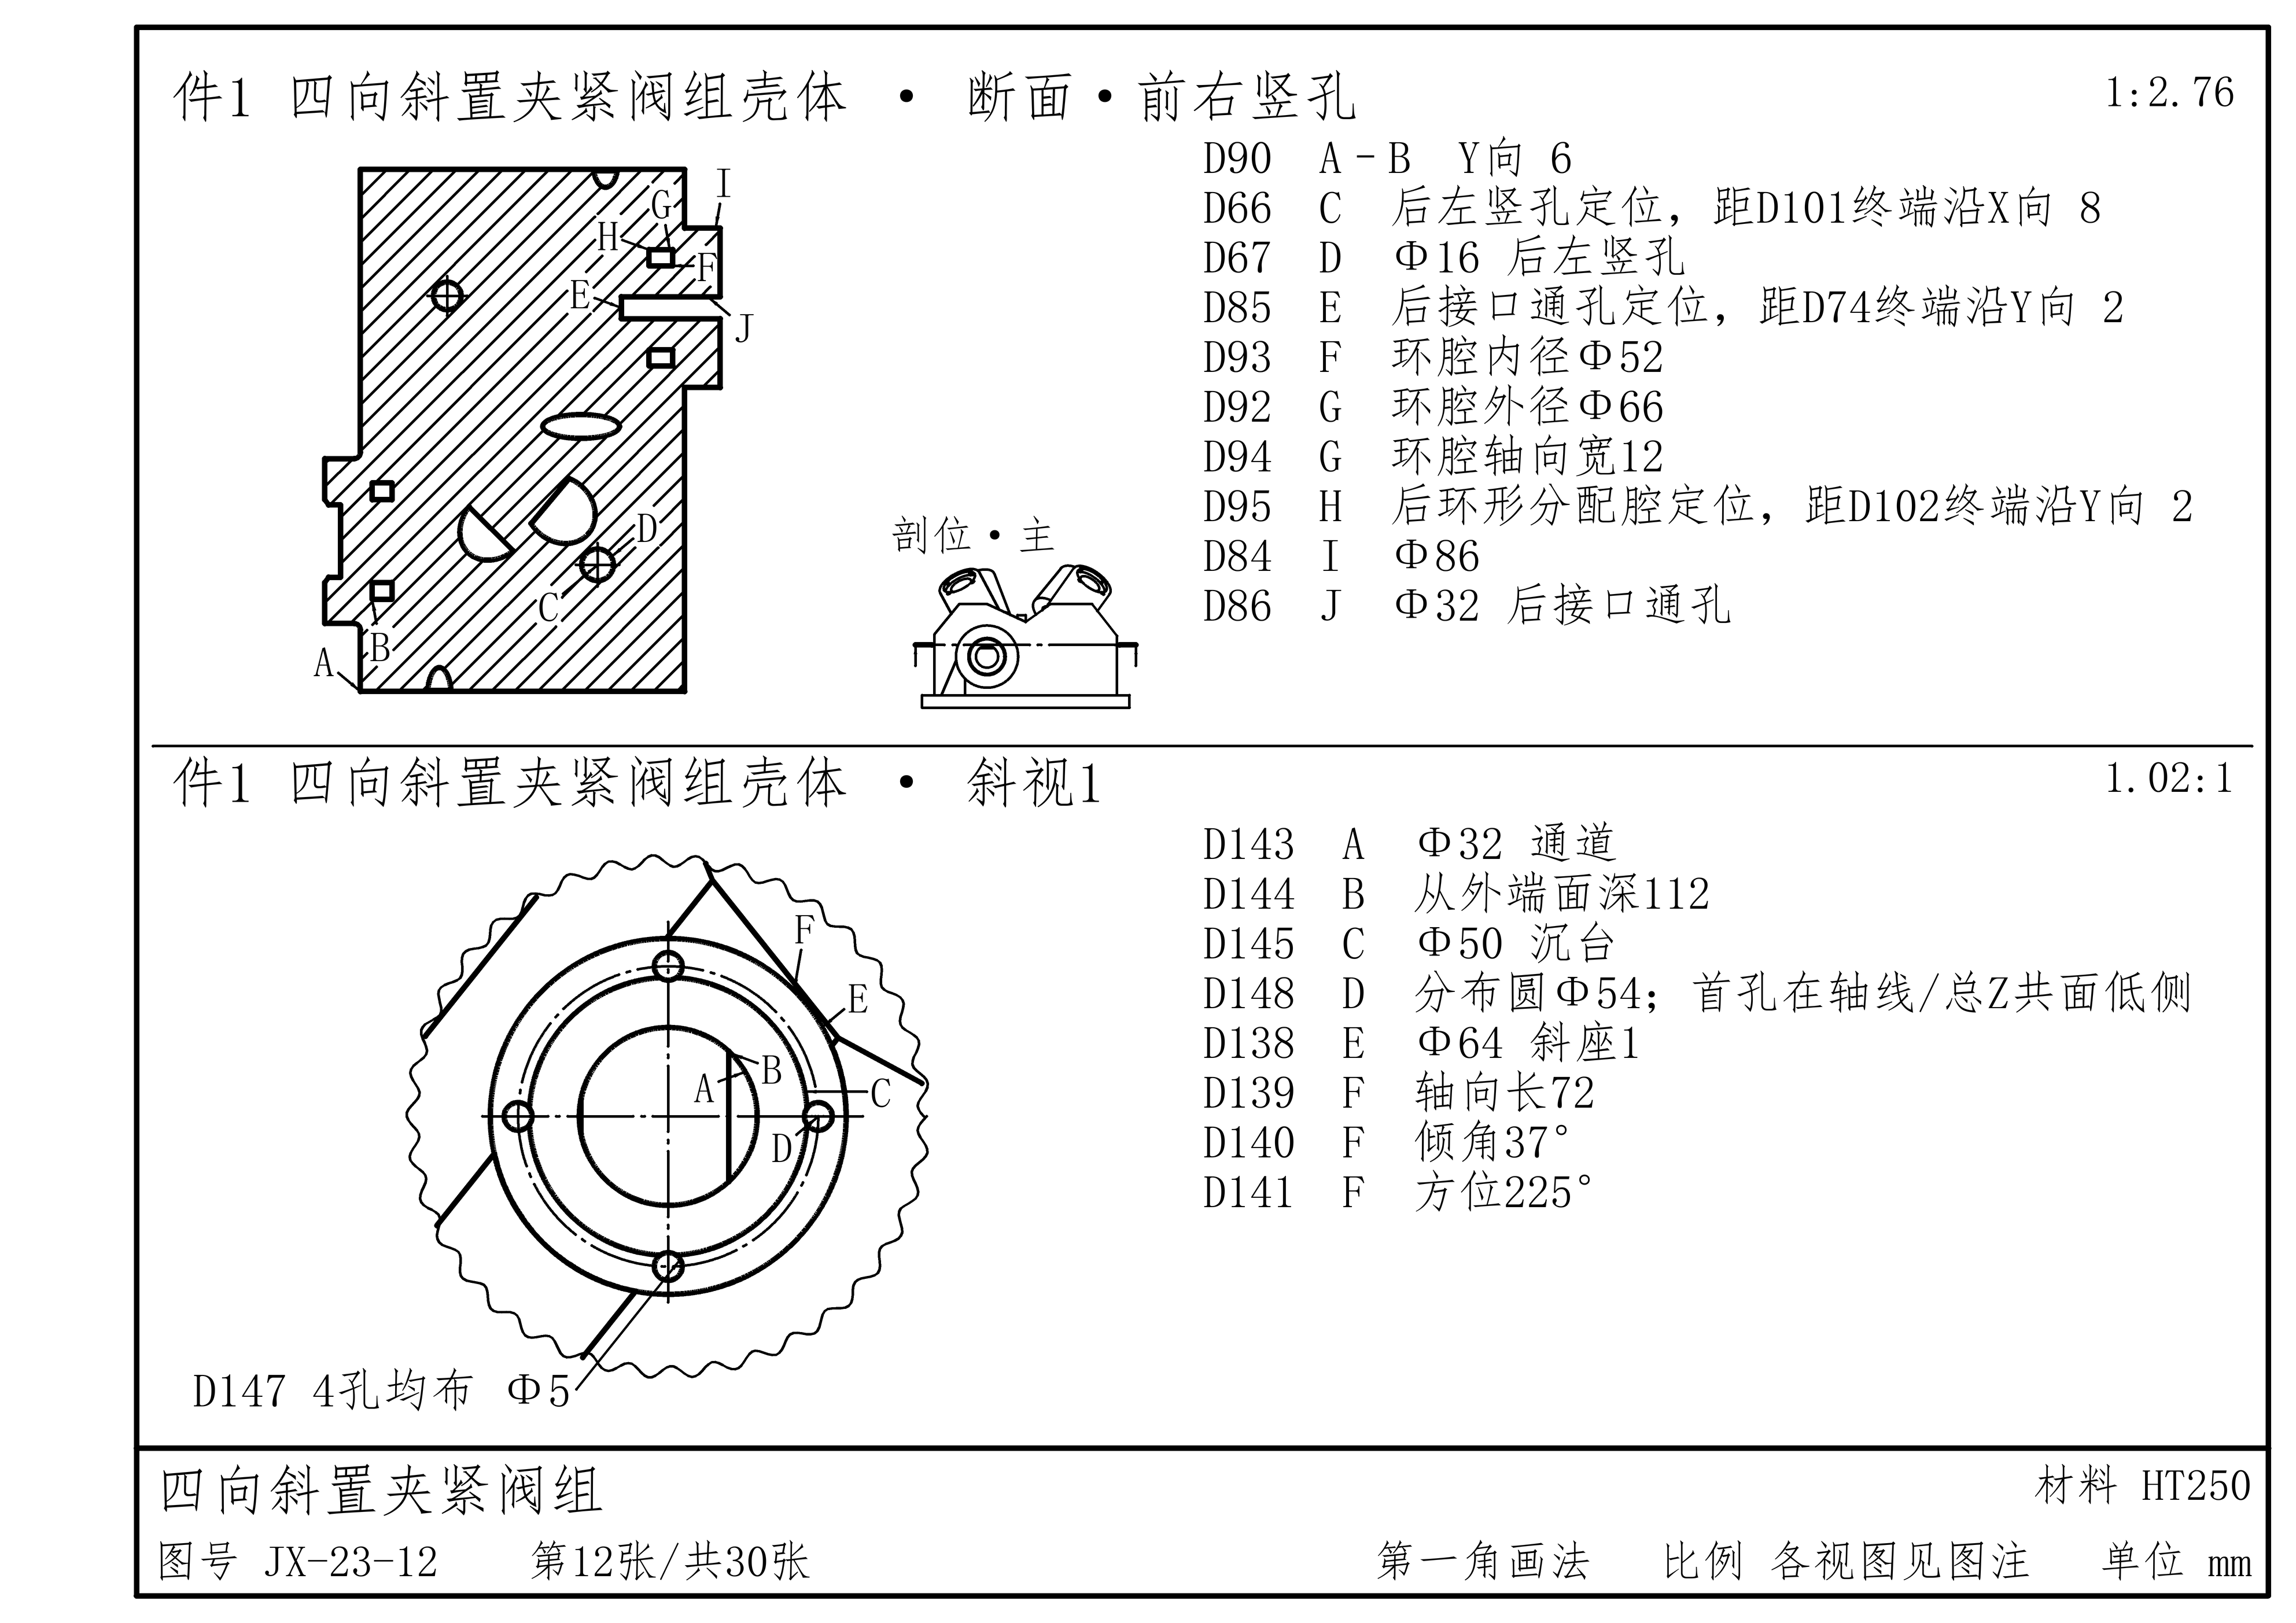 件1 四向斜置夹紧阀组壳体 · 断面·前右竖孔
1:2.76
D90 A-B Y向 6
D66 C 后左竖孔定位，距D101终端沿X向 8
D67 D Φ16 后左竖孔
D85 E 后接口通孔定位，距D74终端沿Y向 2
D93 F 环腔内径Φ52
D92 G 环腔外径Φ66
D94 G 环腔轴向宽12
D95 H 后环形分配腔定位，距D102终端沿Y向 2
D84 I Φ86
D86 J Φ32 后接口通孔
I
G
H
F
E
J
D
C
B
A
剖位·主
件1 四向斜置夹紧阀组壳体 · 斜视1
1.02:1
D143 A Φ32 通道
D144 B 从外端面深112
D145 C Φ50 沉台
D148 D 分布圆Φ54；首孔在轴线/总Z共面低侧
D138 E Φ64 斜座1
D139 F 轴向长72
D140 F 倾角37°
D141 F 方位225°
F
E
B
A
C
D
D147 4孔均布 Φ5
四向斜置夹紧阀组
材料 HT250
图号 JX-23-12 第12张/共30张 第一角画法 比例 各视图见图注 单位 mm